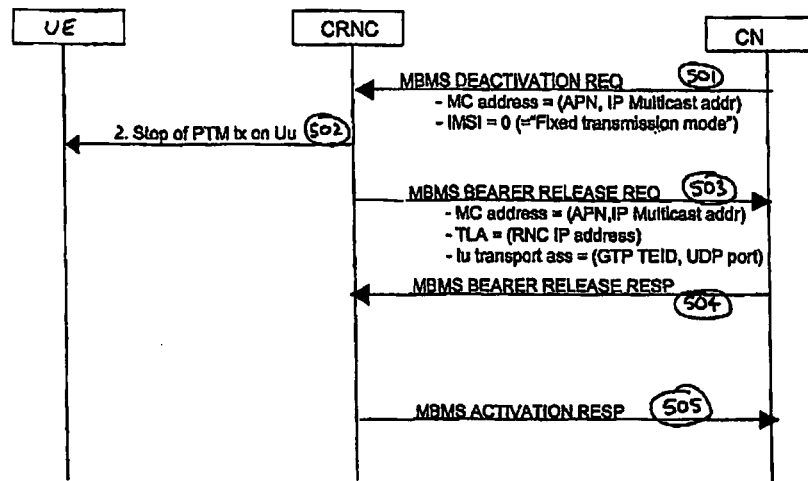 UE
CRNC
CN
MBMS DEACTIVATION REQ 501
- MC address = (APN, IP Multicast addr)
- IMSI = 0 (="Fixed transmission mode")
2. Stop of PTM tx on Uu 502
MBMS BEARER RELEASE REQ 503
- MC address = (APN,IP Multicast addr)
- TLA = (RNC IP address)
- Iu transport ass = (GTP TEID, UDP port)
MBMS BEARER RELEASE RESP
504
MBMS ACTIVATION RESP 505